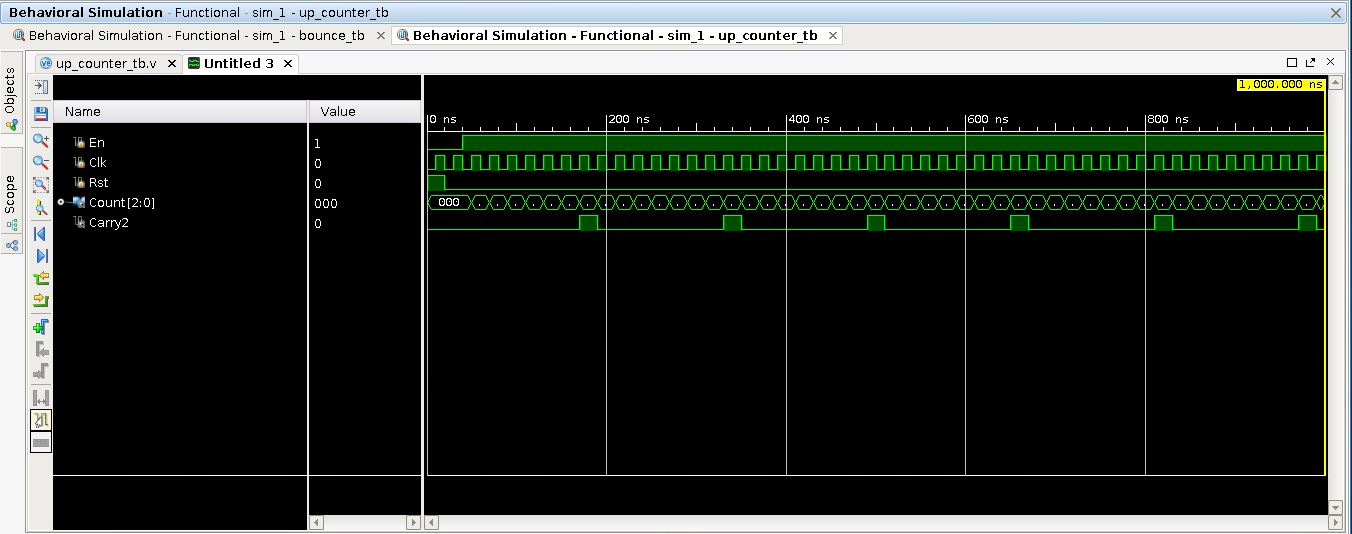 Behavioral Simulation - Functional - sim_1 - up_counter_tb
Behavioral Simulation - Functional - sim_1 - bounce_tb
Behavioral Simulation - Functional - sim_1 - up_counter_tb
up_counter_tb.v
Untitled 3
Objects
Scope
1,000.000 ns
Name Value
0 ns 200 ns 400 ns 600 ns 800 ns
En 1
Clk 0
Rst 0
Count[2:0] 000 000
Carry2 0